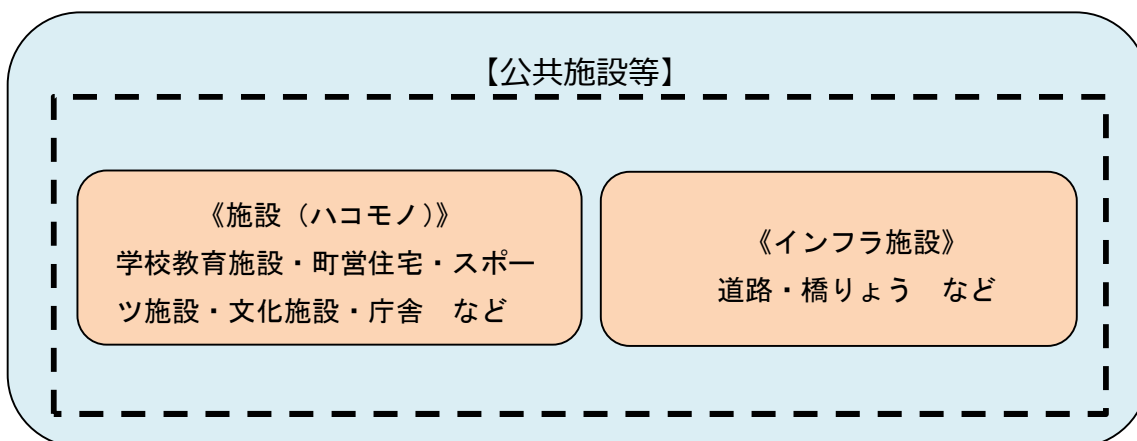 【公共施設等】
《施設（ハコモノ）》
学校教育施設・町営住宅・スポー
ツ施設・文化施設・庁舎　など
《インフラ施設》
道路・橋りょう　など